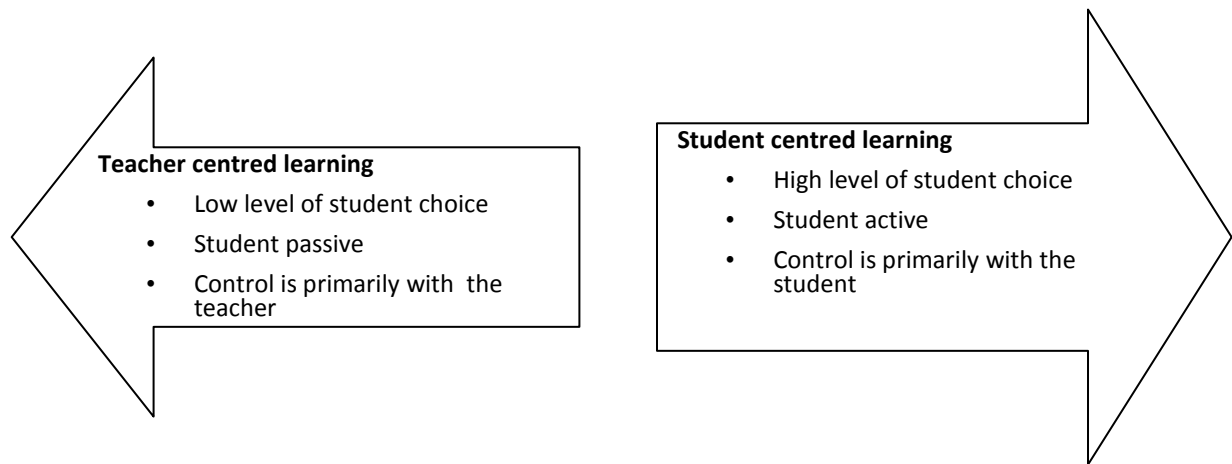 Teacher centred learning
• Low level of student choice
• Student passive
• Control is primarily with the
teacher
Student centred learning
• High level of student choice
• Student active
• Control is primarily with the
student